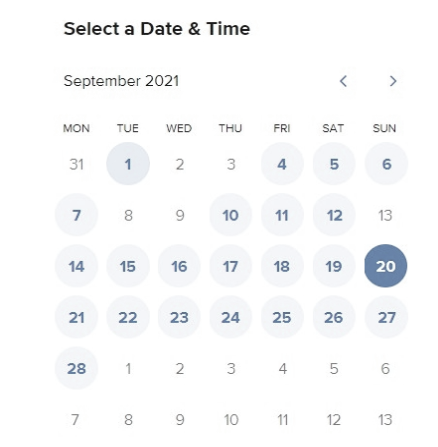 Select a Date & Time
September 2021
MON TUE WED THU FRI SAT SUN
31 1 2 3 4 5 6
7 8 9 10 11 12 13
14 15 16 17 18 19 20
21 22 23 24 25 26 27
28 1 2 3 4 5 6
7 8 9 10 11 12 13